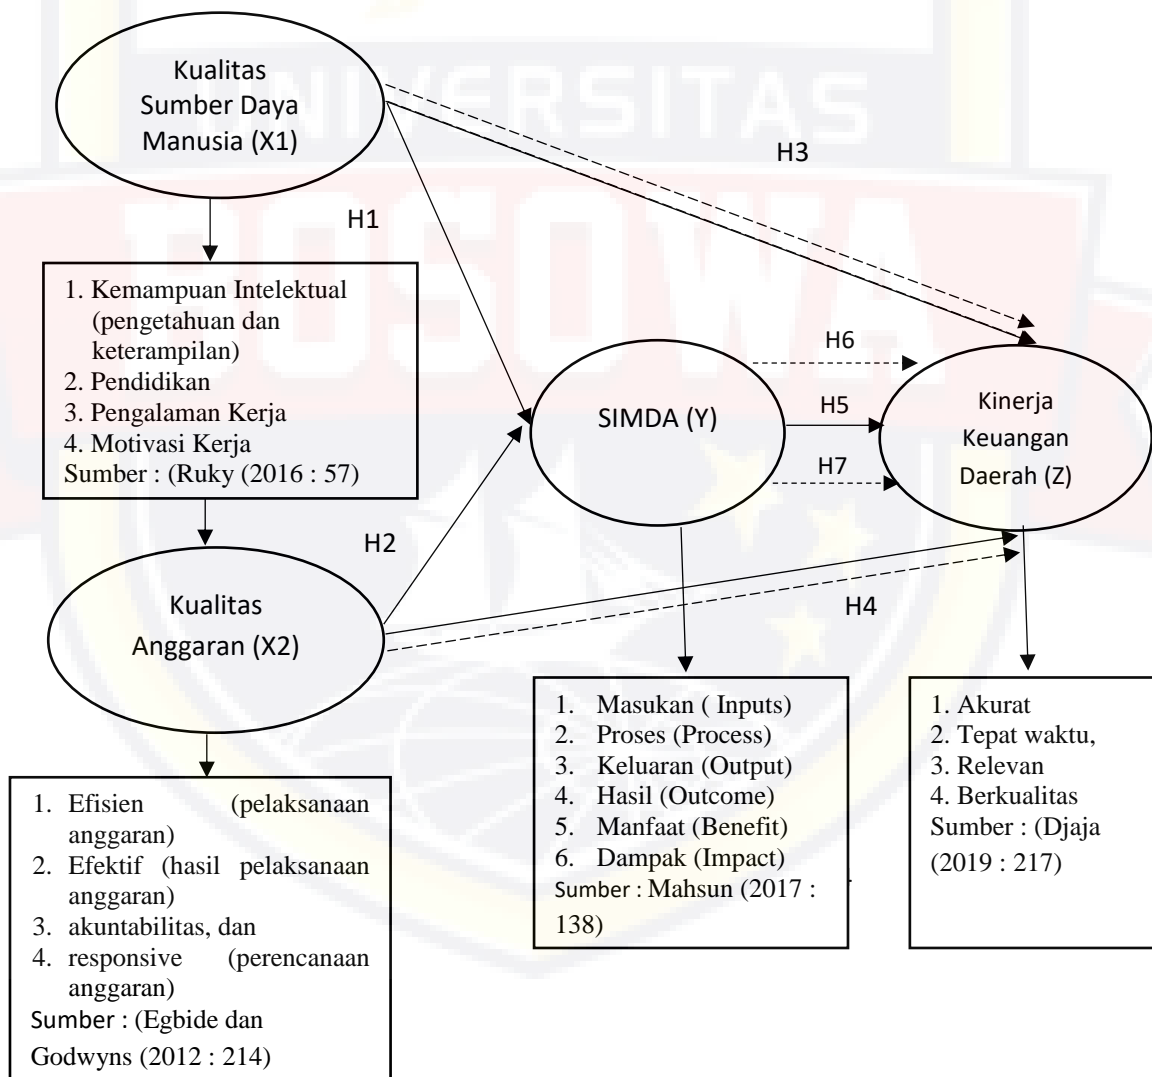 UNIVERSITAS
BOSOWA
Kualitas
Sumber Daya
Manusia (X1)
H3
H1
1. Kemampuan Intelektual
(pengetahuan dan
keterampilan)
2. Pendidikan
3. Pengalaman Kerja
4. Motivasi Kerja
Sumber : (Ruky (2016 : 57)
H6
SIMDA (Y)
H5
H7
Kinerja
Keuangan
Daerah (Z)
H2
Kualitas
Anggaran (X2)
H4
1. Efisien (pelaksanaan
anggaran)
2. Efektif (hasil pelaksanaan
anggaran)
3. akuntabilitas, dan
4. responsive (perencanaan
anggaran)
Sumber : (Egbide dan
Godwyns (2012 : 214)
1. Masukan ( Inputs)
2. Proses (Process)
3. Keluaran (Output)
4. Hasil (Outcome)
5. Manfaat (Benefit)
6. Dampak (Impact)
Sumber : Mahsun (2017 :
138)
1. Akurat
2. Tepat waktu,
3. Relevan
4. Berkualitas
Sumber : (Djaja
(2019 : 217)